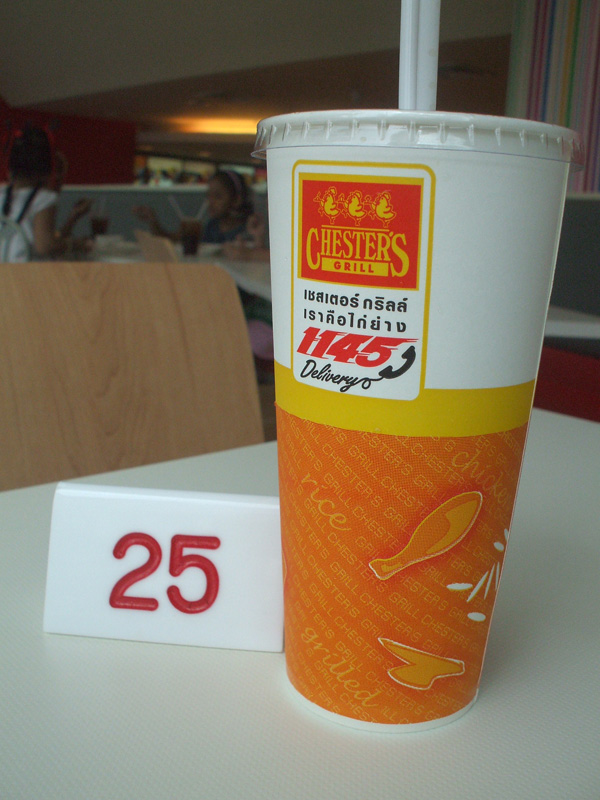 CHESTER'S
GRILL
เชสเตอร์กริลล์
เราคือไก่ย่าง
1145
Delivery
25
rice
grilled